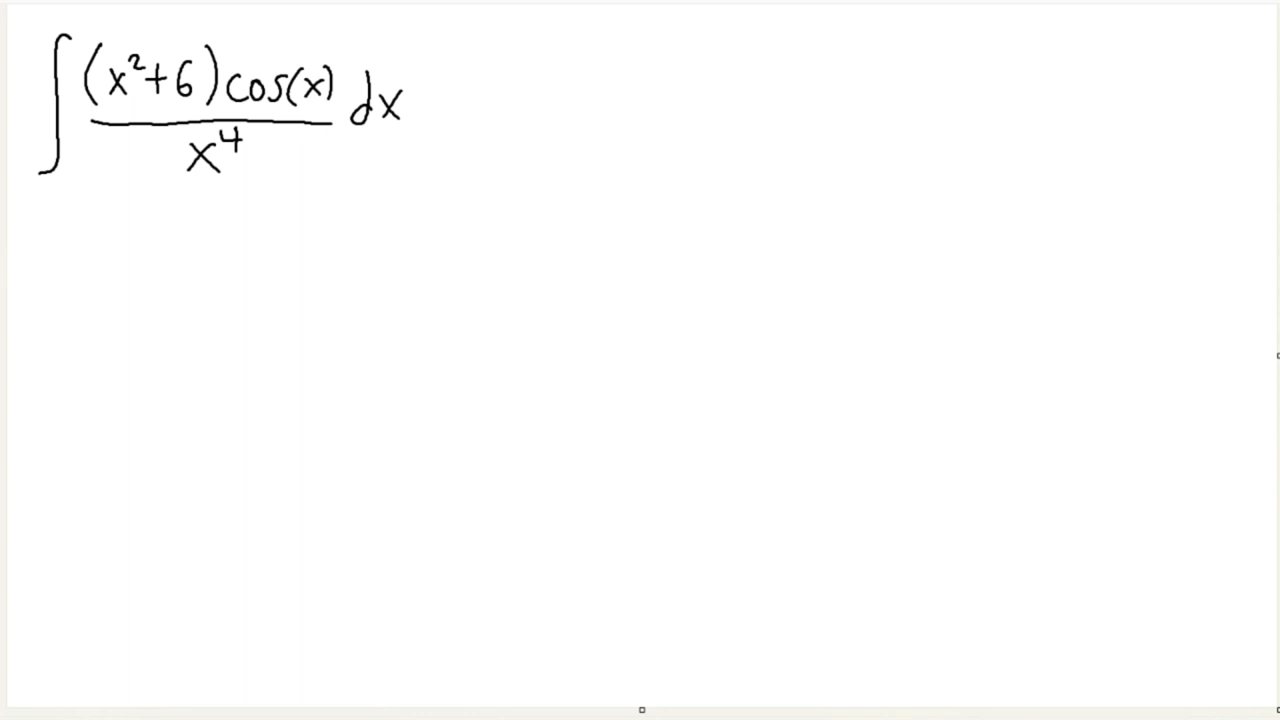 ∫ (x²+6)cos(x) / x⁴ dx